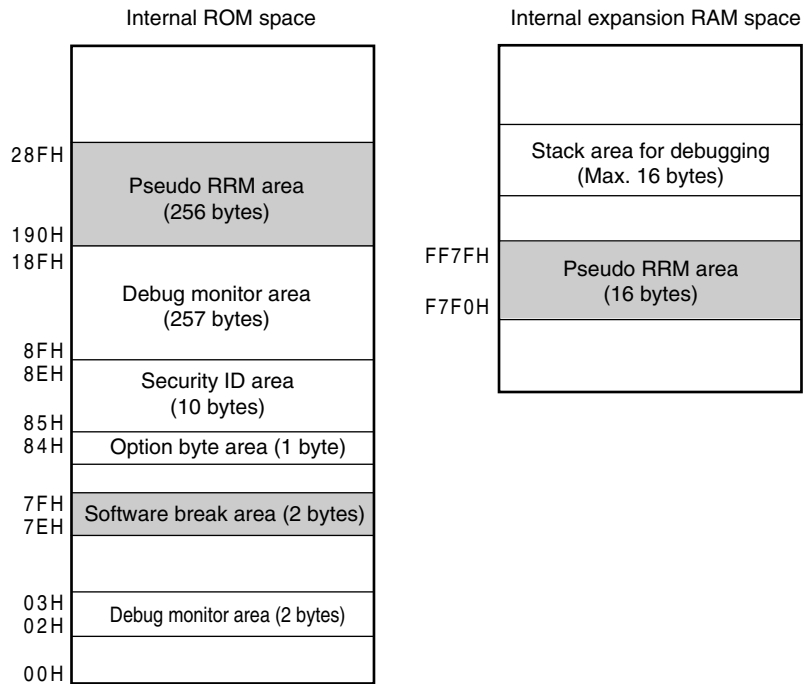 Internal ROM space
28FH
Pseudo RRM area
(256 bytes)
190H
18FH
Debug monitor area
(257 bytes)
8FH
8EH
Security ID area
(10 bytes)
85H
84H
Option byte area (1 byte)
7FH
Software break area (2 bytes)
7EH
03H
Debug monitor area (2 bytes)
02H
00H
Internal expansion RAM space
Stack area for debugging
(Max. 16 bytes)
FF7FH
Pseudo RRM area
(16 bytes)
F7F0H